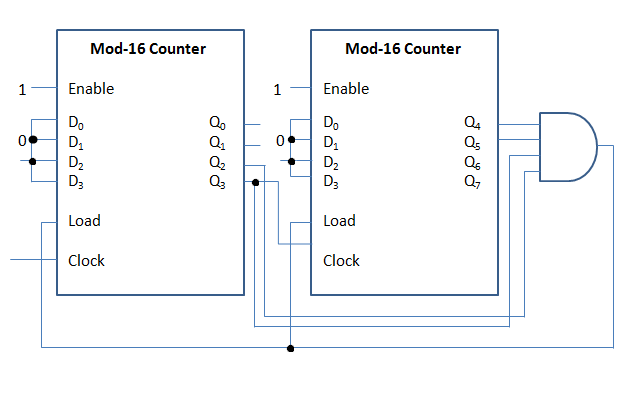 Mod-16 Counter
1
Enable
D₀
Q₀
0
D₁
Q₁
D₂
Q₂
D₃
Q₃
Load
Clock
Mod-16 Counter
1
Enable
D₀
Q₄
0
D₁
Q₅
D₂
Q₆
D₃
Q₇
Load
Clock